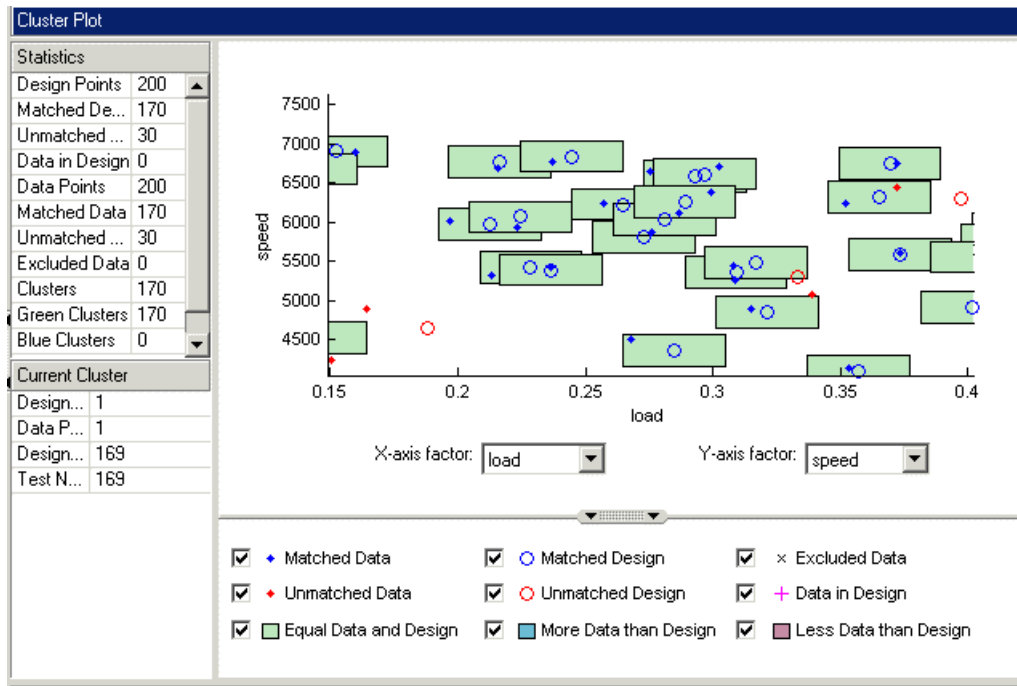 Cluster Plot
Statistics
Design Points 200
Matched De... 170
Unmatched ... 30
Data in Design 0
Data Points 200
Matched Data 170
Unmatched ... 30
Excluded Data 0
Clusters 170
Green Clusters 170
Blue Clusters 0
Current Cluster
Design... 1
Data P... 1
Design... 169
Test N... 169
7500
7000
6500
6000
5500
5000
4500
speed
0.15 0.2 0.25 0.3 0.35 0.4
load
X-axis factor: load Y-axis factor: speed
Matched Data Matched Design Excluded Data
Unmatched Data Unmatched Design Data in Design
Equal Data and Design More Data than Design Less Data than Design